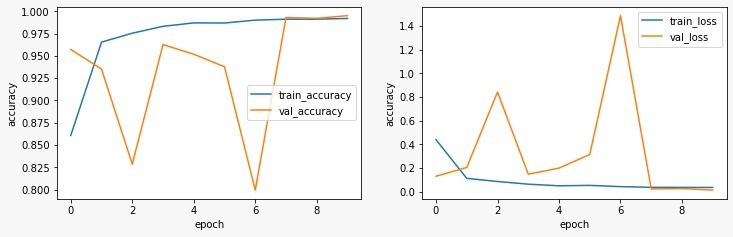 1.000
0.975
0.950
0.925
0.900
0.875
0.850
0.825
0.800
accuracy
0 2 4 6 8
epoch
train_accuracy
val_accuracy
1.4
1.2
1.0
0.8
0.6
0.4
0.2
0.0
accuracy
0 2 4 6 8
epoch
train_loss
val_loss